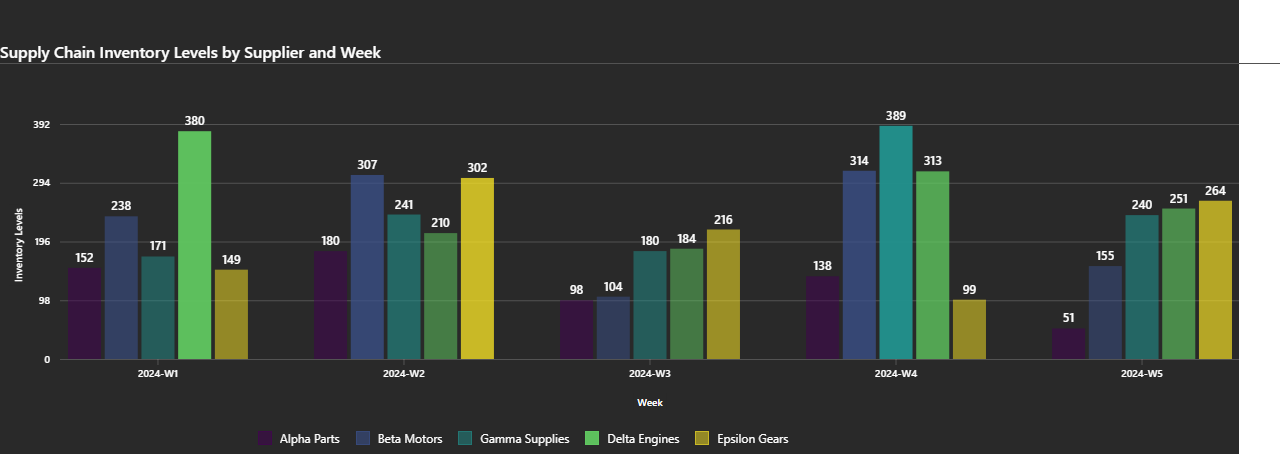 Supply Chain Inventory Levels by Supplier and Week
392
294
196
98
0
Inventory Levels
152
238
171
380
149
180
307
241
210
302
98
104
180
184
216
138
314
389
313
99
51
155
240
251
264
2024-W1
2024-W2
2024-W3
2024-W4
2024-W5
Week
Alpha Parts
Beta Motors
Gamma Supplies
Delta Engines
Epsilon Gears